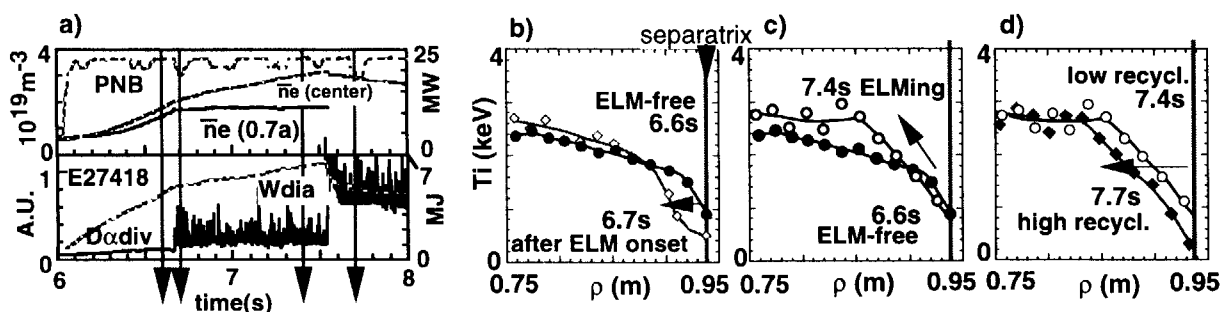 a)
4
10^19 m^-3
0
PNB
n̅e (center)
n̅e (0.7a)
25
MW
0
1
A.U.
0
E27418
Wdia
Dαdiv
7
MJ
0
6
7
8
time(s)
b)
separatrix
4
Ti (keV)
0
ELM-free
6.6s
6.7s
after ELM onset
0.75
ρ (m)
0.95
c)
4
0
7.4s ELMing
6.6s
ELM-free
0.75
ρ (m)
0.95
d)
4
0
low recycl.
7.4s
7.7s
high recycl.
0.75
ρ (m)
0.95